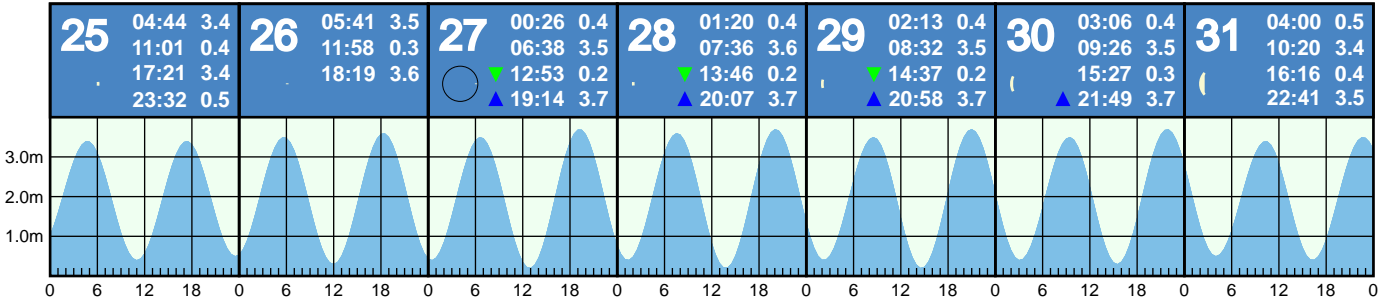 25
04:44 3.4
11:01 0.4
17:21 3.4
23:32 0.5
26
05:41 3.5
11:58 0.3
18:19 3.6
27
00:26 0.4
06:38 3.5
▼ 12:53 0.2
▲ 19:14 3.7
28
01:20 0.4
07:36 3.6
▼ 13:46 0.2
▲ 20:07 3.7
29
02:13 0.4
08:32 3.5
▼ 14:37 0.2
▲ 20:58 3.7
30
03:06 0.4
09:26 3.5
15:27 0.3
▲ 21:49 3.7
31
04:00 0.5
10:20 3.4
16:16 0.4
22:41 3.5
3.0m
2.0m
1.0m
0 6 12 18 0 6 12 18 0 6 12 18 0 6 12 18 0 6 12 18 0 6 12 18 0 6 12 18 0